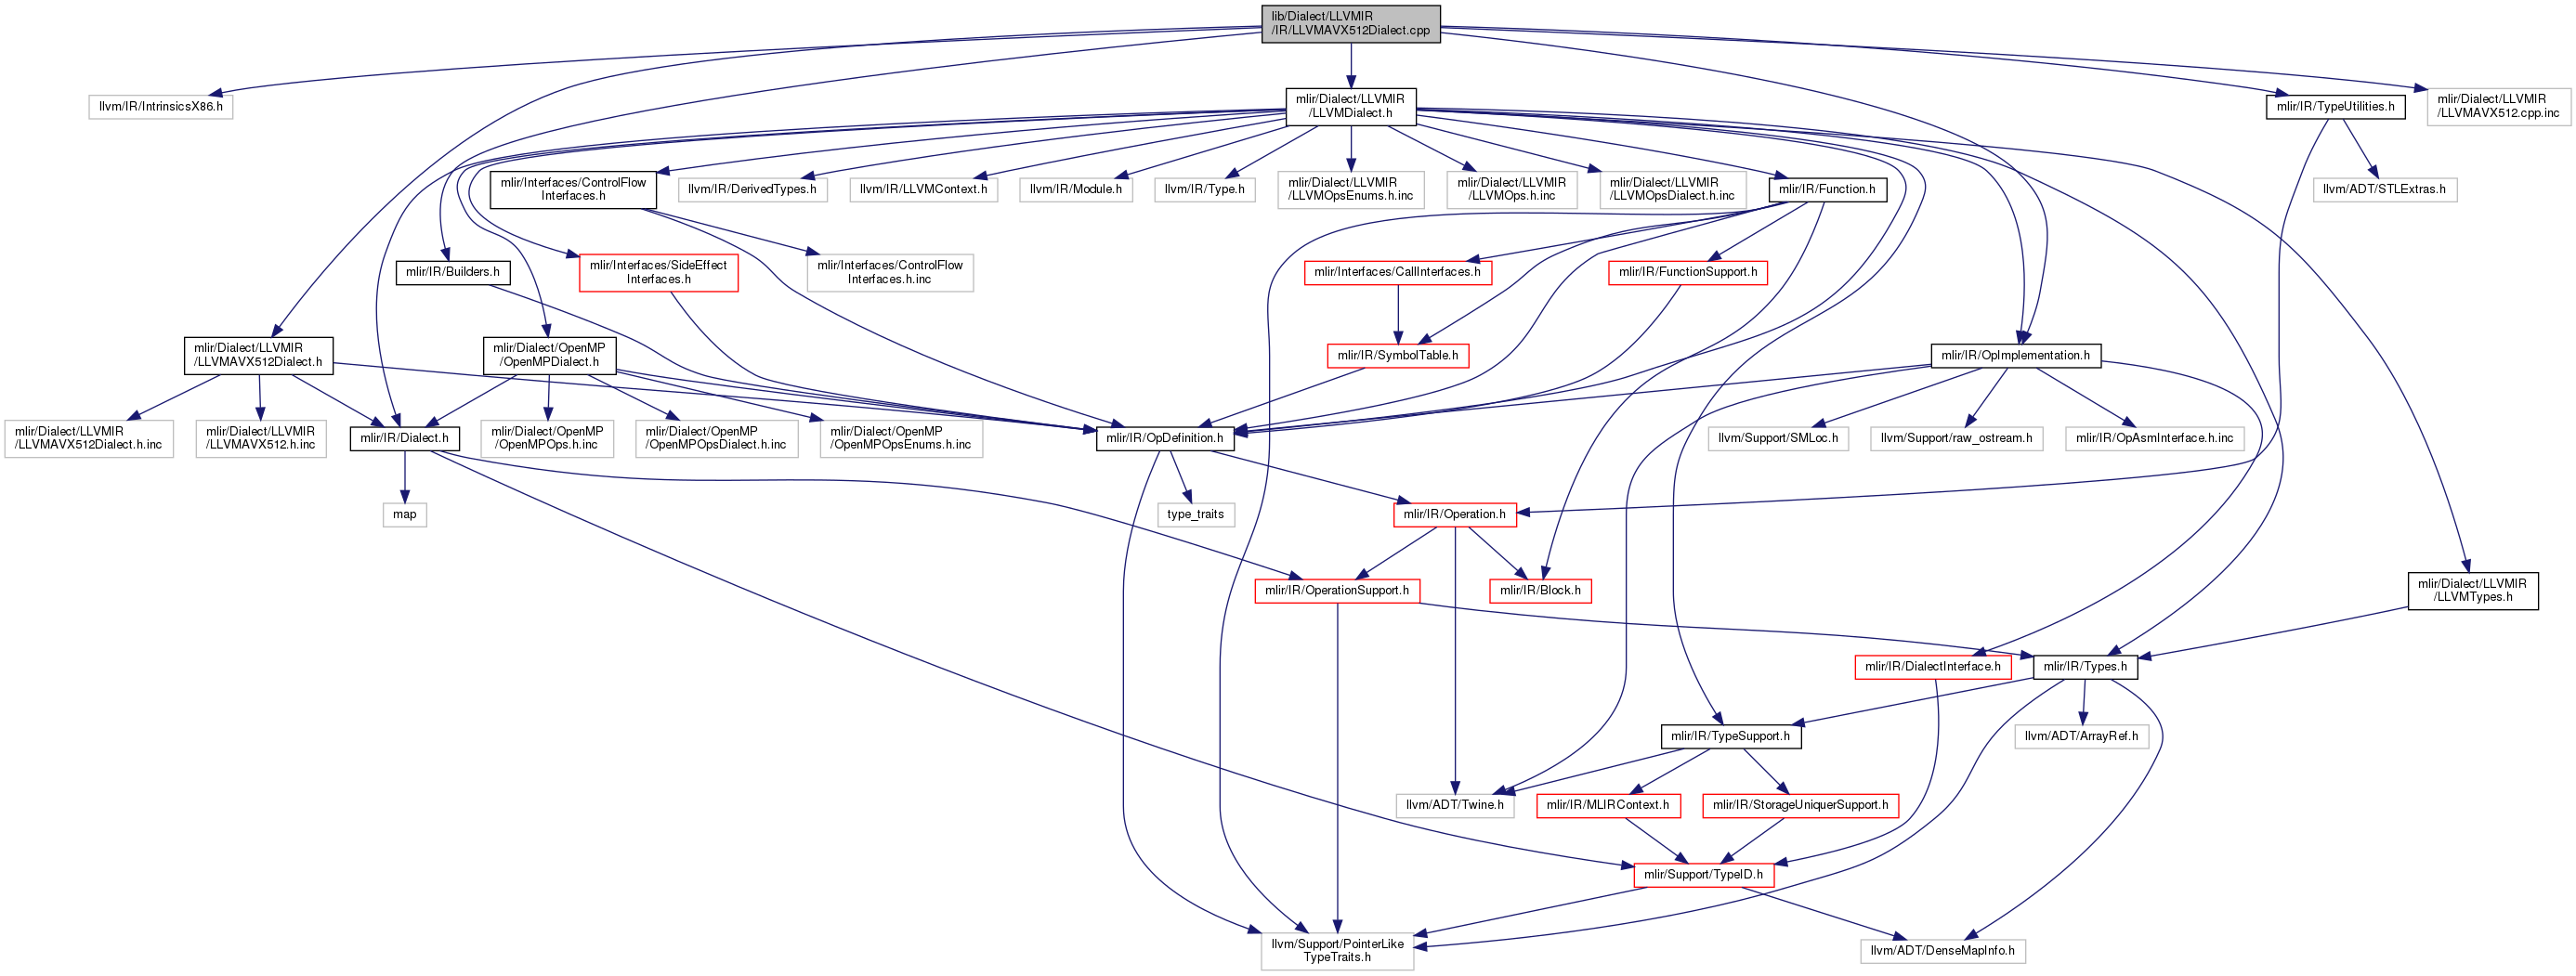 lib/Dialect/LLVMIR
/IR/LLVMAVX512Dialect.cpp
llvm/IR/IntrinsicsX86.h
mlir/Dialect/LLVMIR
/LLVMDialect.h
mlir/IR/TypeUtilities.h
mlir/Dialect/LLVMIR
/LLVMAVX512.cpp.inc
mlir/Interfaces/ControlFlow
Interfaces.h
llvm/IR/DerivedTypes.h
llvm/IR/LLVMContext.h
llvm/IR/Module.h
llvm/IR/Type.h
mlir/Dialect/LLVMIR
/LLVMOpsEnums.h.inc
mlir/Dialect/LLVMIR
/LLVMOps.h.inc
mlir/Dialect/LLVMIR
/LLVMOpsDialect.h.inc
mlir/IR/Function.h
llvm/ADT/STLExtras.h
mlir/IR/Builders.h
mlir/Interfaces/SideEffect
Interfaces.h
mlir/Interfaces/ControlFlow
Interfaces.h.inc
mlir/Interfaces/CallInterfaces.h
mlir/IR/FunctionSupport.h
mlir/Dialect/LLVMIR
/LLVMAVX512Dialect.h
mlir/Dialect/OpenMP
/OpenMPDialect.h
mlir/IR/SymbolTable.h
mlir/IR/OpImplementation.h
mlir/Dialect/LLVMIR
/LLVMAVX512Dialect.h.inc
mlir/Dialect/LLVMIR
/LLVMAVX512.h.inc
mlir/IR/Dialect.h
mlir/Dialect/OpenMP
/OpenMPOps.h.inc
mlir/Dialect/OpenMP
/OpenMPOpsDialect.h.inc
mlir/Dialect/OpenMP
/OpenMPOpsEnums.h.inc
mlir/IR/OpDefinition.h
llvm/Support/SMLoc.h
llvm/Support/raw_ostream.h
mlir/IR/OpAsmInterface.h.inc
map
type_traits
mlir/IR/Operation.h
mlir/IR/OperationSupport.h
mlir/IR/Block.h
mlir/Dialect/LLVMIR
/LLVMTypes.h
mlir/IR/DialectInterface.h
mlir/IR/Types.h
mlir/IR/TypeSupport.h
llvm/ADT/ArrayRef.h
llvm/ADT/Twine.h
mlir/IR/MLIRContext.h
mlir/IR/StorageUniquerSupport.h
mlir/Support/TypeID.h
llvm/Support/PointerLike
TypeTraits.h
llvm/ADT/DenseMapInfo.h